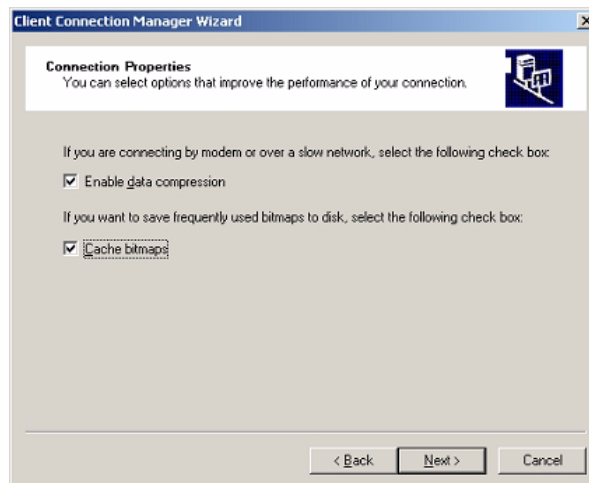 Client Connection Manager Wizard
Connection Properties
You can select options that improve the performance of your connection.
If you are connecting by modem or over a slow network, select the following check box:
Enable data compression
If you want to save frequently used bitmaps to disk, select the following check box:
Cache bitmaps
< Back
Next >
Cancel